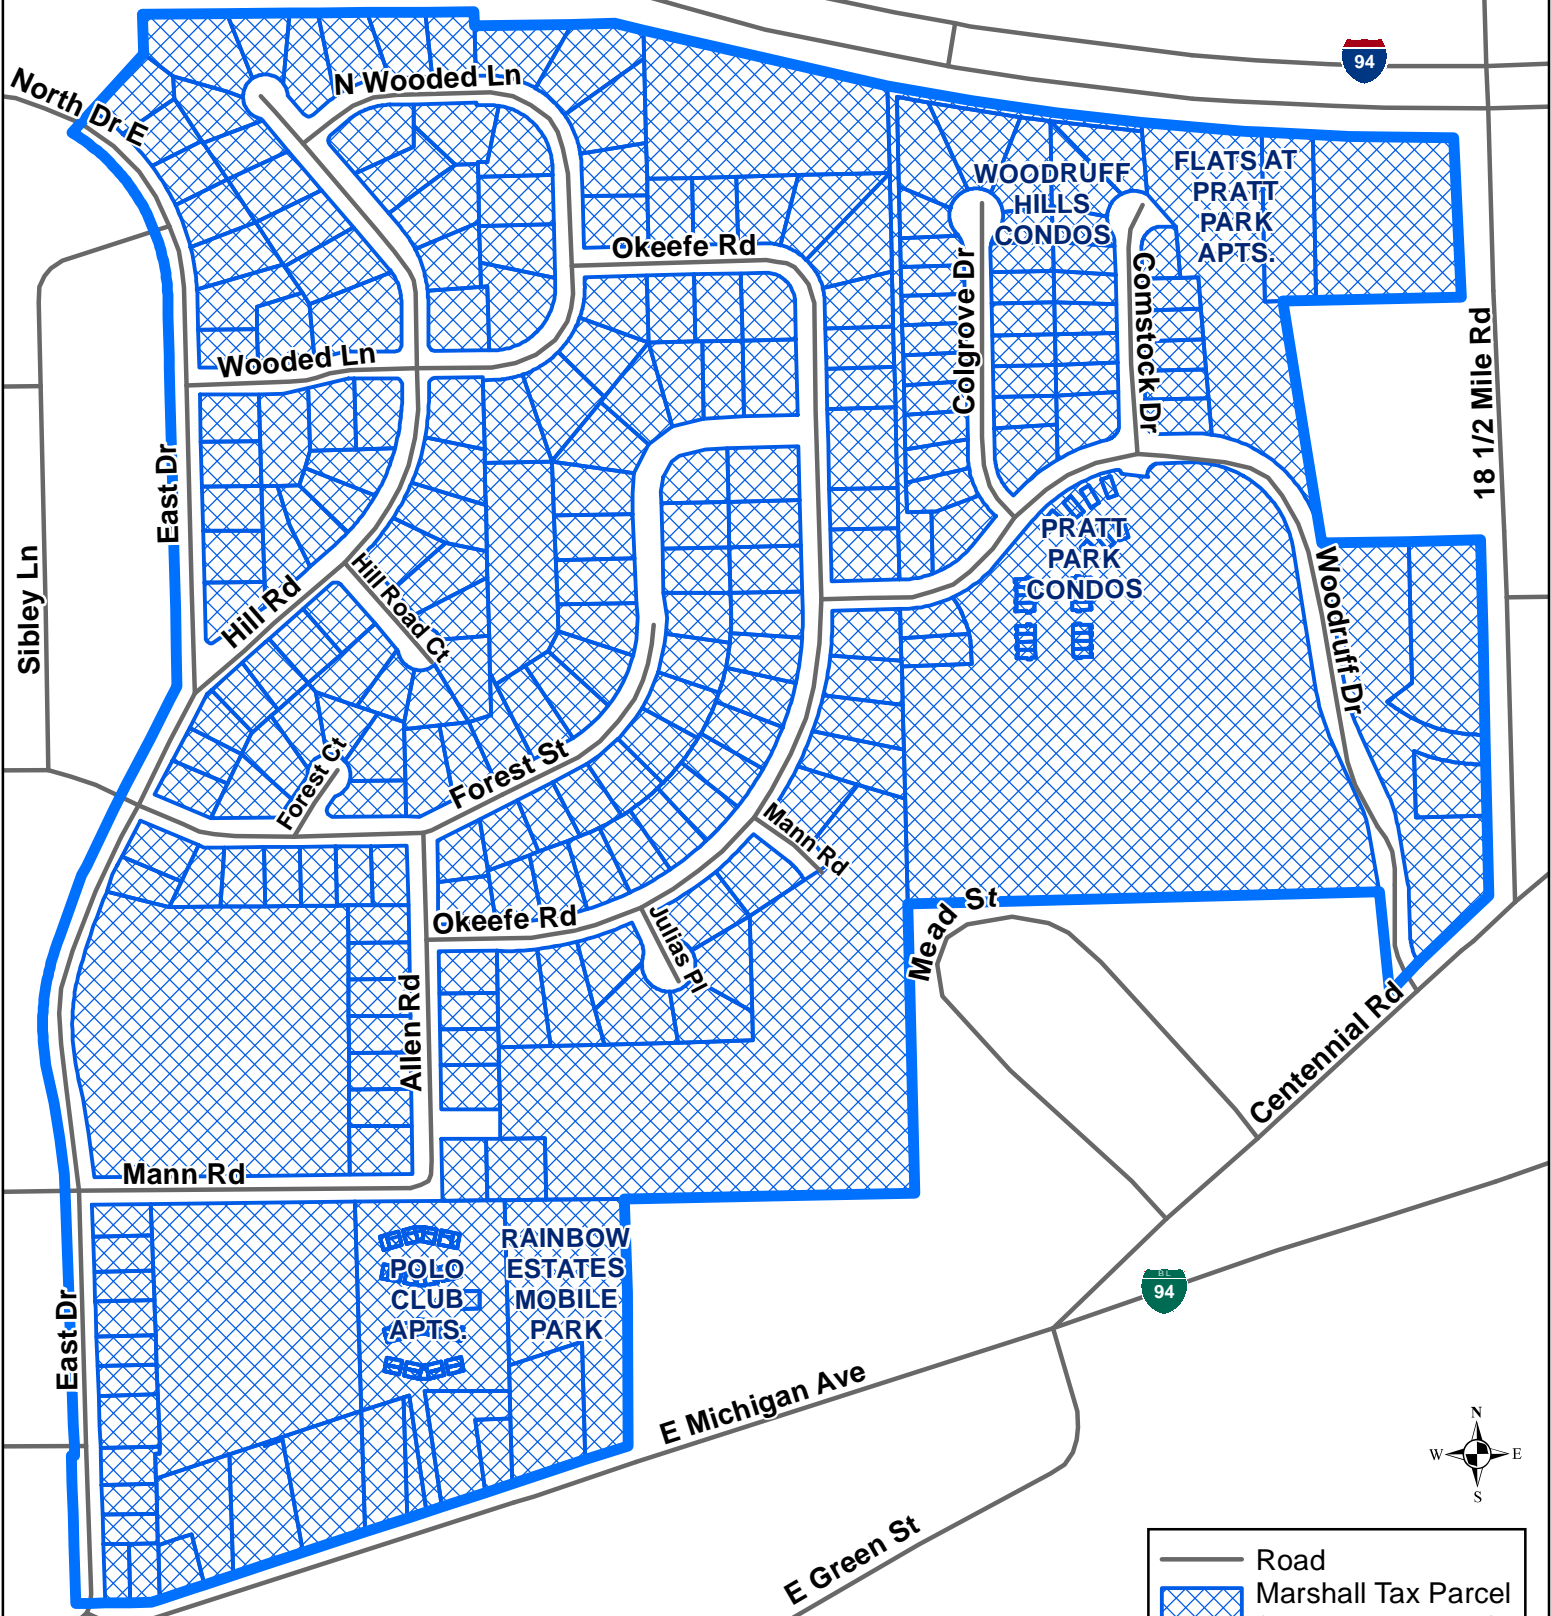 94
North Dr E
N Wooded Ln
WOODRUFF
HILLS
CONDOS
FLATS AT
PRATT
PARK
APTS.
Okeefe Rd
Colgrove Dr
Comstock Dr
18 1/2 Mile Rd
Wooded Ln
East Dr
Sibley Ln
Hill Rd
Hill Road Ct
PRATT
PARK
CONDOS
Woodruff Dr
Forest Ct
Forest St
Mann Rd
Okeefe Rd
Julias Pl
Mead St
Allen Rd
Centennial Rd
Mann Rd
East Dr
POLO
CLUB
APTS.
RAINBOW
ESTATES
MOBILE
PARK
BL
94
E Michigan Ave
E Green St
N
W E
S
Road
Marshall Tax Parcel